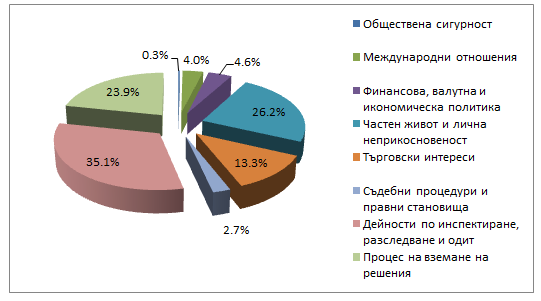 0.3%
4.0%
4.6%
23.9%
26.2%
35.1%
13.3%
2.7%
Обществена сигурност
Международни отношения
Финансова, валутна и
икономическа политика
Частен живот и лична
неприкосновеност
Търговски интереси
Съдебни процедури и
правни становища
Дейности по инспектиране,
разследване и одит
Процес на вземане на
решения